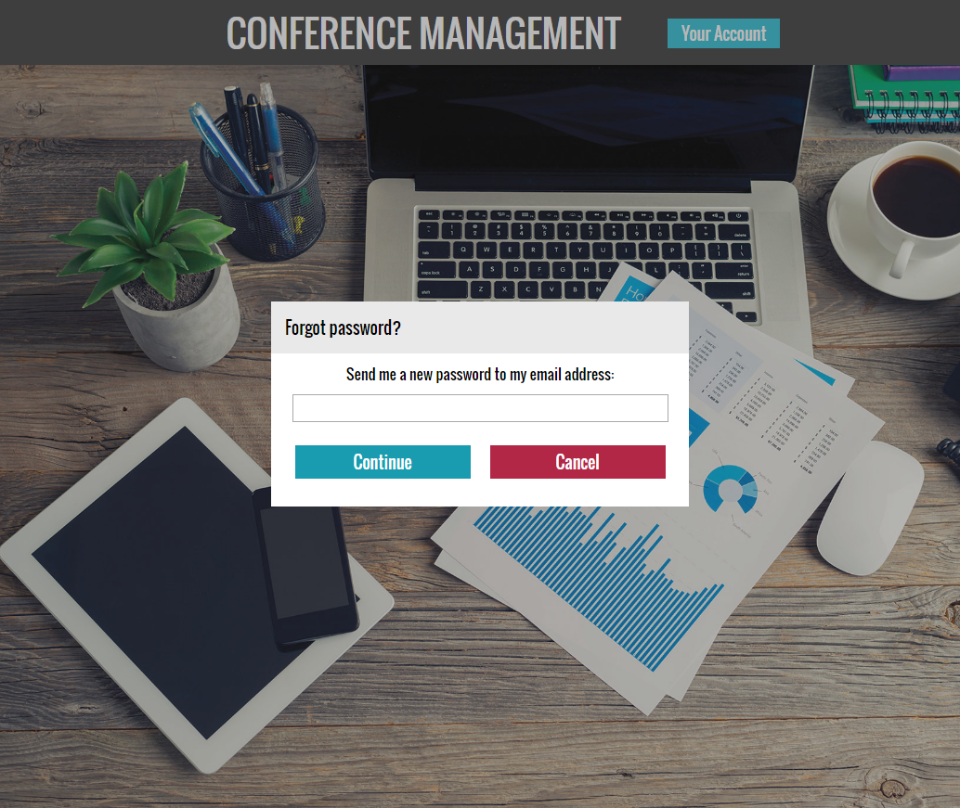 CONFERENCE MANAGEMENT
Your Account
Forgot password?
Send me a new password to my email address:
Continue
Cancel